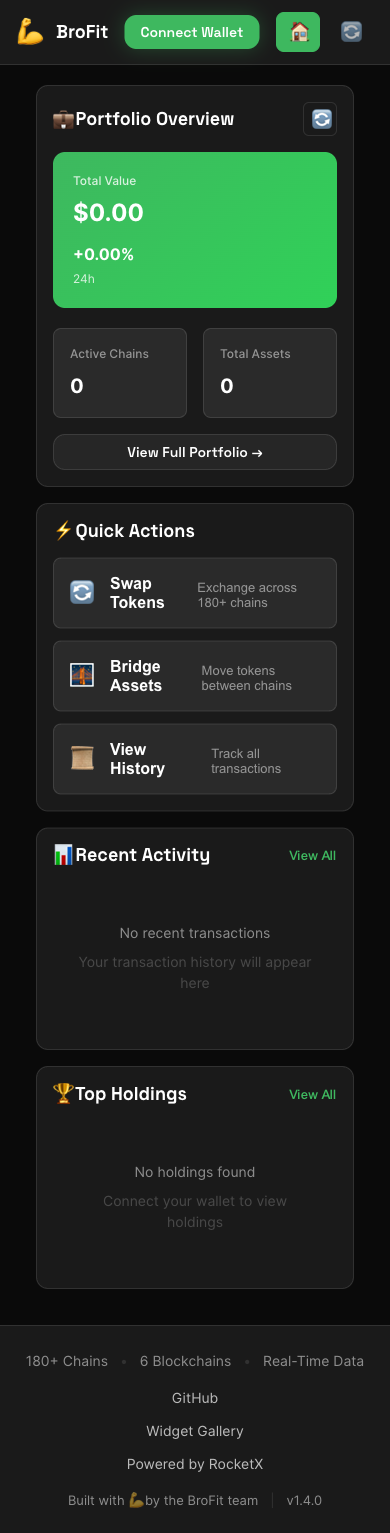 BroFit
Connect Wallet
Portfolio Overview
Total Value
$0.00
+0.00%
24h
Active Chains
0
Total Assets
0
View Full Portfolio →
Quick Actions
Swap
Tokens
Exchange across
180+ chains
Bridge
Assets
Move tokens
between chains
View
History
Track all
transactions
Recent Activity
View All
No recent transactions
Your transaction history will appear
here
Top Holdings
View All
No holdings found
Connect your wallet to view
holdings
180+ Chains • 6 Blockchains • Real-Time Data
GitHub
Widget Gallery
Powered by RocketX
Built with 💪by the BroFit team | v1.4.0